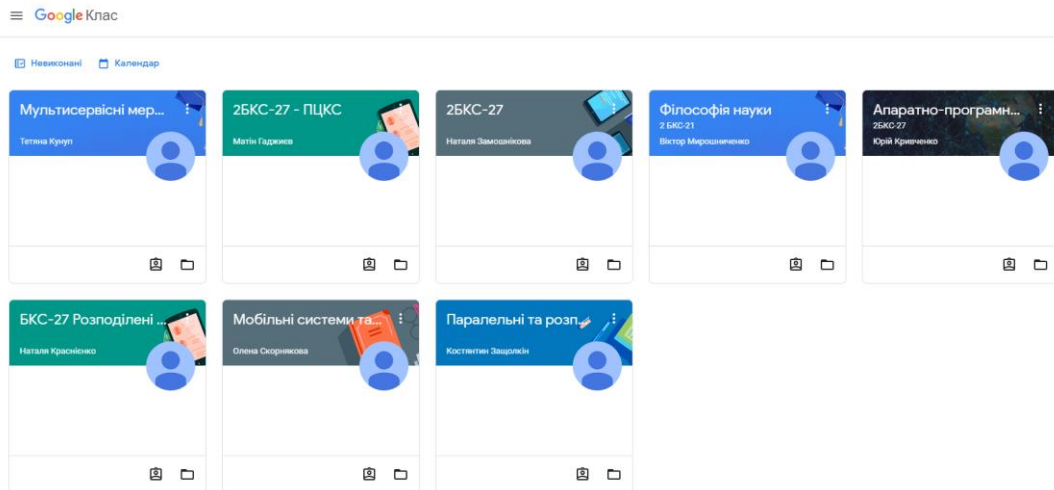 Google Клас
Невиконані Календар
Мультисервісні мер...
Тетяна Кунуп
2БКС-27 - ПЦКС
Матін Гаджиєв
2БКС-27
Наталя Замошнікова
Філософія науки
2 БКС-21
Віктор Мирошниченко
Апаратно-програмн...
2БКС-27
Юрій Кривченко
БКС-27 Розподілені ...
Наталя Краснієнко
Мобільні системи та...
Олена Скорнякова
Паралельні та розп...
Костянтин Защолкін